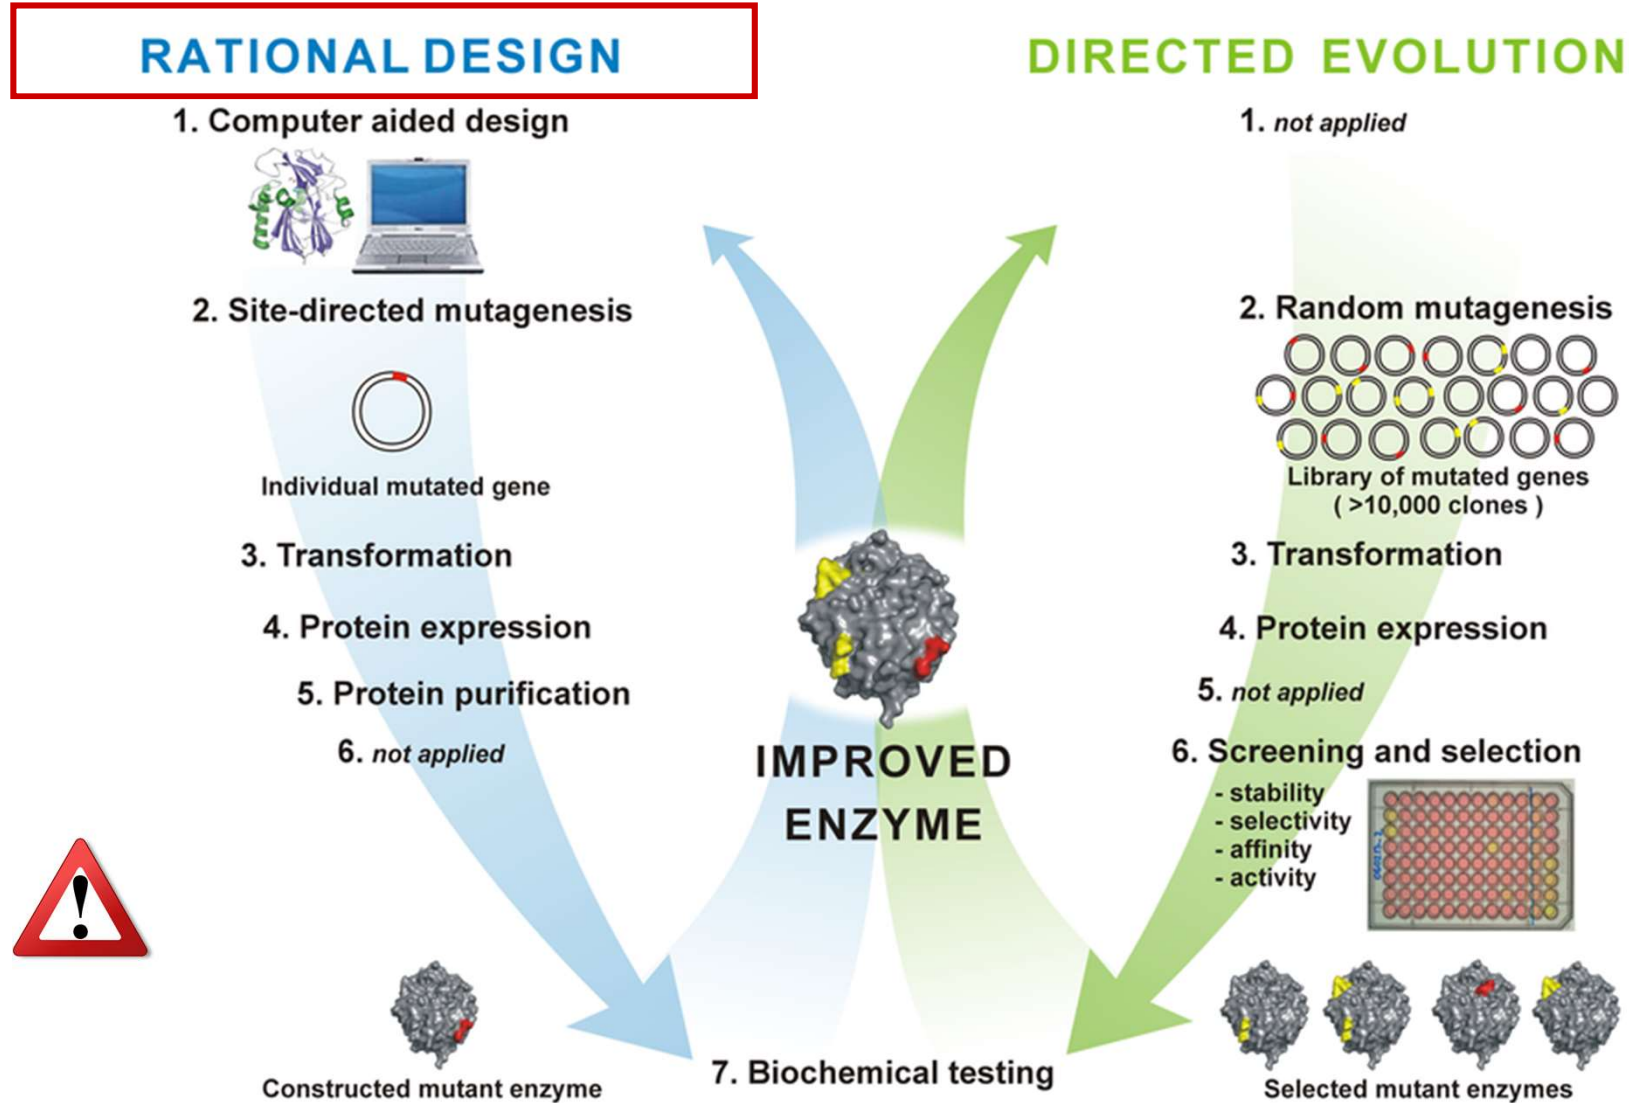 RATIONAL DESIGN
1. Computer aided design
2. Site-directed mutagenesis
Individual mutated gene
3. Transformation
4. Protein expression
5. Protein purification
6. not applied
Constructed mutant enzyme
IMPROVED
ENZYME
7. Biochemical testing
DIRECTED EVOLUTION
1. not applied
2. Random mutagenesis
Library of mutated genes
( >10,000 clones )
3. Transformation
4. Protein expression
5. not applied
6. Screening and selection
- stability
- selectivity
- affinity
- activity
Selected mutant enzymes